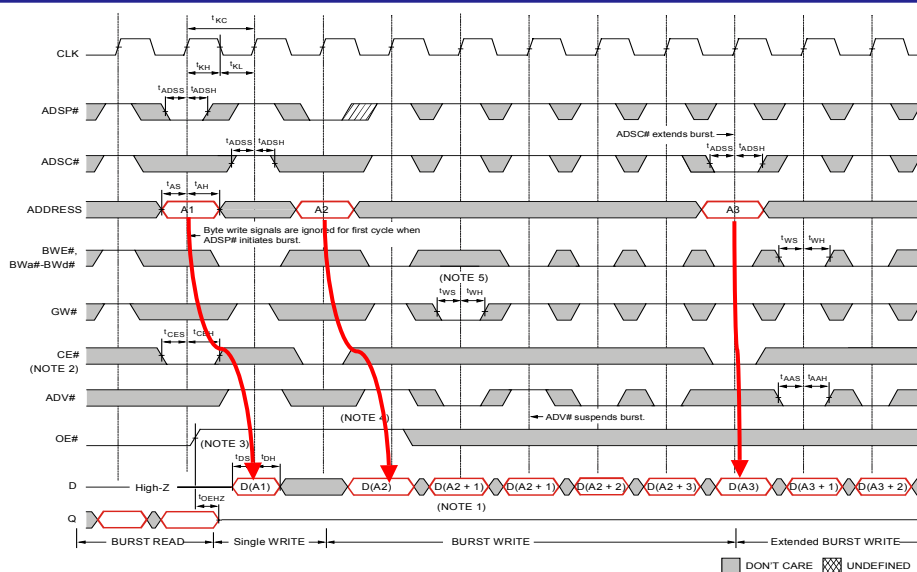 tKC
CLK
tKH tKL
tADSS tADSH
ADSP#
ADSC# extends burst.
tADSS tADSH
tADSS tADSH
ADSC#
tAS tAH
ADDRESS A1 A2 A3
Byte write signals are ignored for first cycle when
ADSP# initiates burst.
BWE#,
BWa#-BWd#
tWS tWH
(NOTE 5)
tWS tWH
GW#
tCES tCEH
CE#
(NOTE 2)
tAAS tAAH
ADV#
(NOTE 4)
ADV# suspends burst.
OE#
(NOTE 3)
tDS tDH
D High-Z D(A1) D(A2) D(A2 + 1) D(A2 + 1) D(A2 + 2) D(A2 + 3) D(A3) D(A3 + 1) D(A3 + 2)
tOEHZ
(NOTE 1)
Q
BURST READ Single WRITE BURST WRITE Extended BURST WRITE
DON'T CARE UNDEFINED